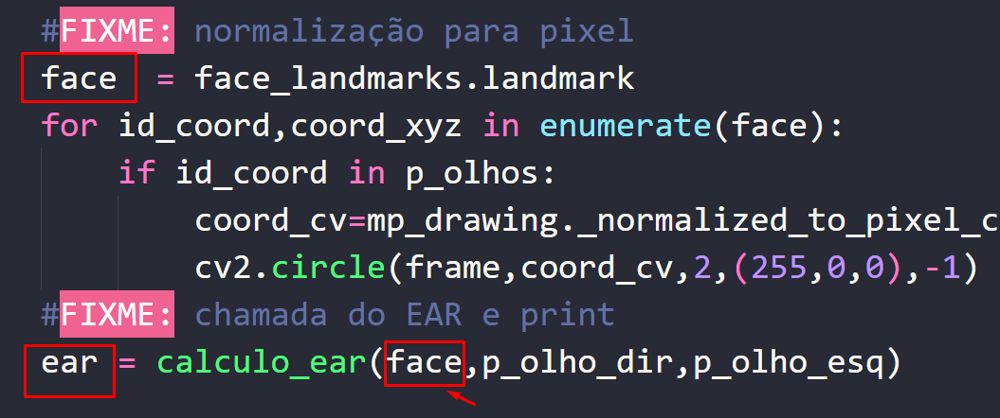 #FIXME: normalização para pixel
face = face_landmarks.landmark
for id_coord,coord_xyz in enumerate(face):
if id_coord in p_olhos:
coord_cv=mp_drawing._normalized_to_pixel_c
cv2.circle(frame,coord_cv,2,(255,0,0),-1)
#FIXME: chamada do EAR e print
ear = calculo_ear(face,p_olho_dir,p_olho_esq)